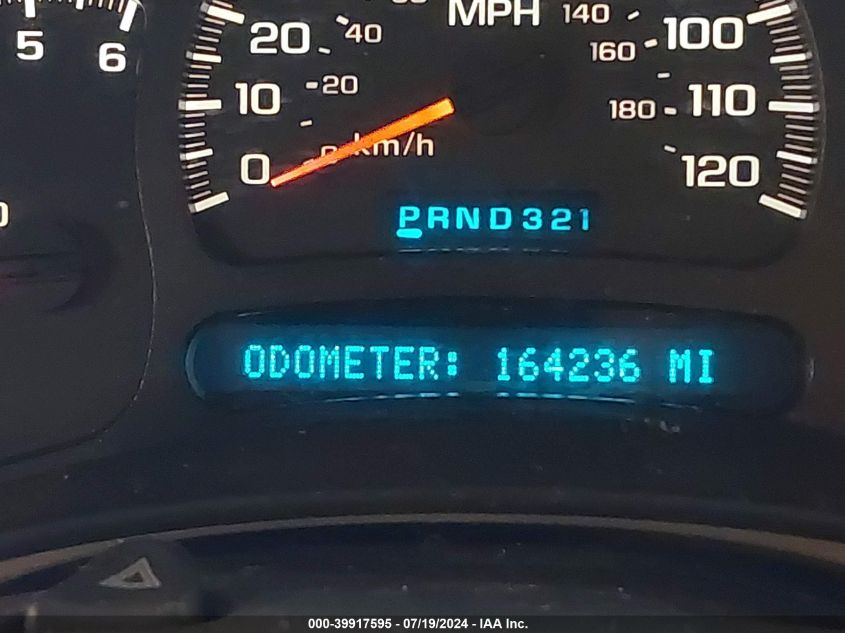 5 6
MPH
20 40 140 100
160
10 20 180 110
0 km/h 120
PRND321
ODOMETER: 164236 MI
000-39917595 - 07/19/2024 - IAA Inc.